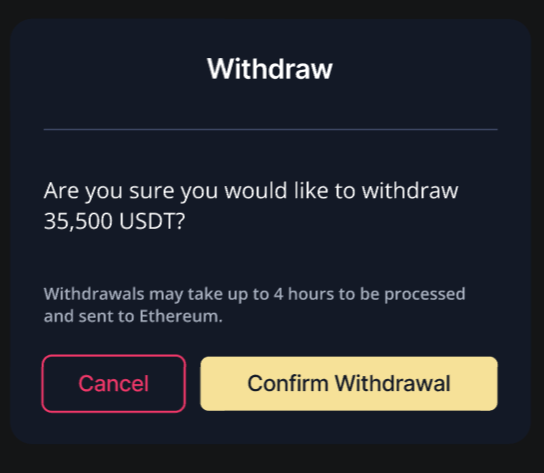 Withdraw
Are you sure you would like to withdraw
35,500 USDT?
Withdrawals may take up to 4 hours to be processed
and sent to Ethereum.
Cancel
Confirm Withdrawal